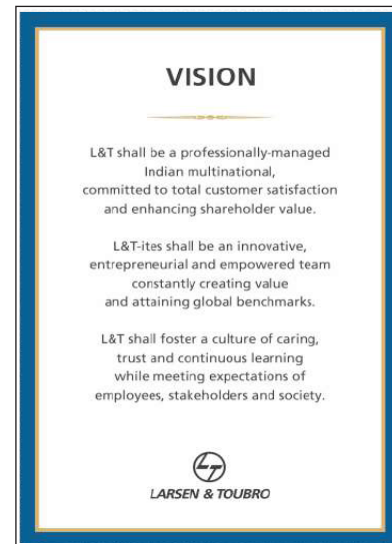 VISION
L&T shall be a professionally-managed
Indian multinational,
committed to total customer satisfaction
and enhancing shareholder value.
L&T-ites shall be an innovative,
entrepreneurial and empowered team
constantly creating value
and attaining global benchmarks.
L&T shall foster a culture of caring,
trust and continuous learning
while meeting expectations of
employees, stakeholders and society.
LT
LARSEN & TOUBRO